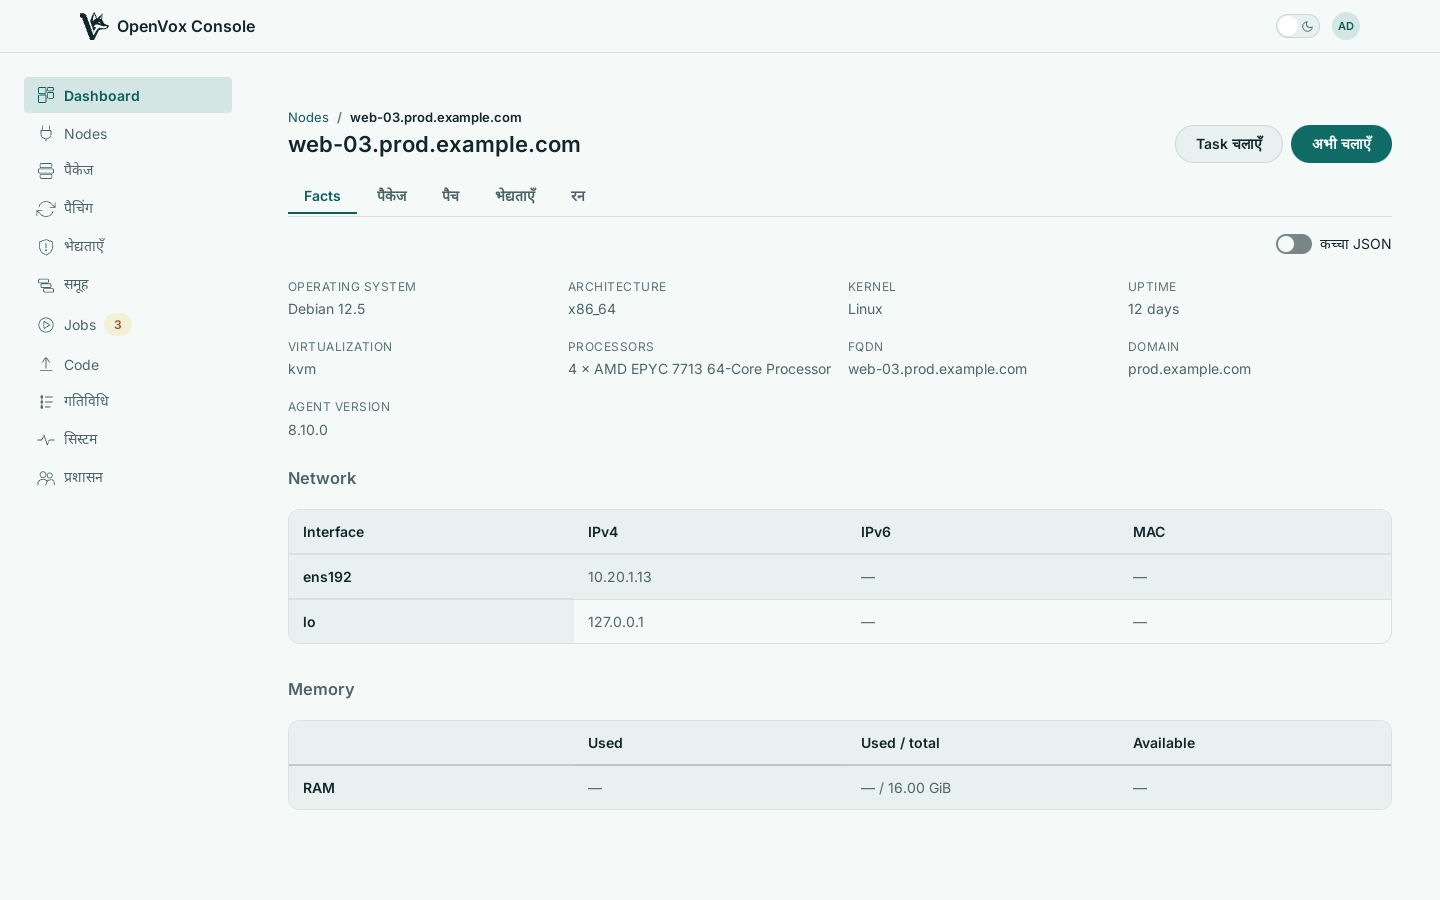 OpenVox Console
AD
Dashboard
Nodes
पैकेज
पैचिंग
भेद्यताएँ
समूह
Jobs 3
Code
गतिविधि
सिस्टम
प्रशासन
Nodes / web-03.prod.example.com
web-03.prod.example.com
Task चलाएँ
अभी चलाएँ
Facts पैकेज पैच भेद्यताएँ रन
कच्चा JSON
OPERATING SYSTEM ARCHITECTURE KERNEL UPTIME
Debian 12.5 x86_64 Linux 12 days
VIRTUALIZATION PROCESSORS FQDN DOMAIN
kvm 4 × AMD EPYC 7713 64-Core Processor web-03.prod.example.com prod.example.com
AGENT VERSION
8.10.0
Network
Interface IPv4 IPv6 MAC
ens192 10.20.1.13 — —
lo 127.0.0.1 — —
Memory
Used Used / total Available
RAM — — / 16.00 GiB —